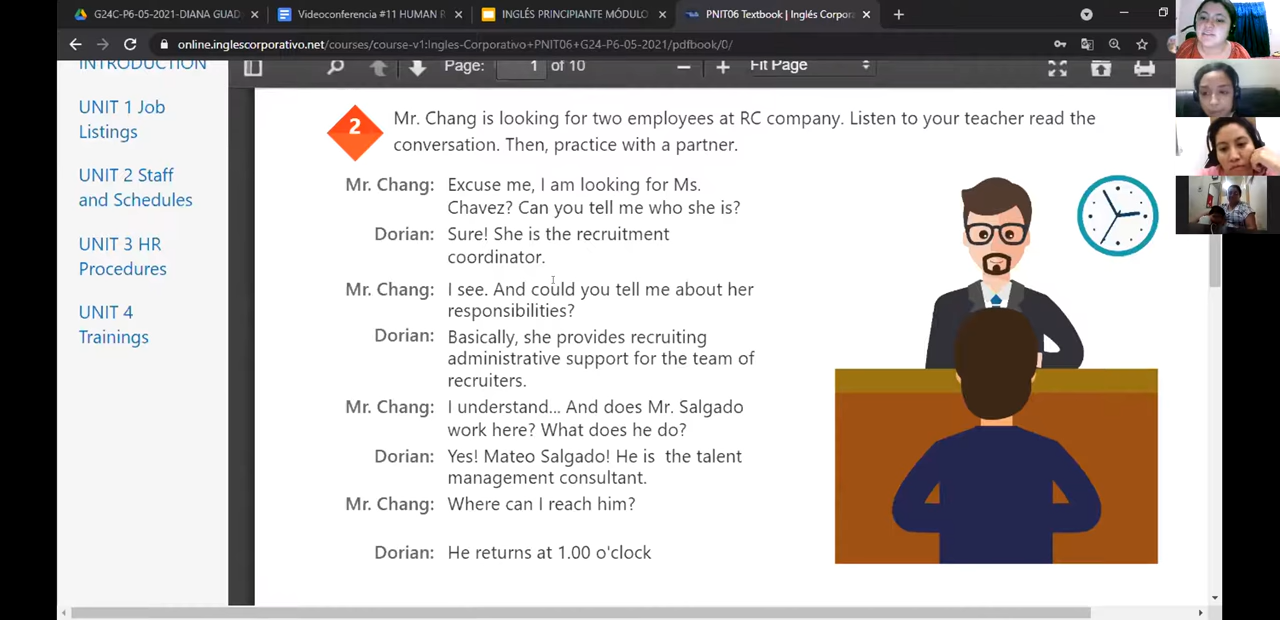 G24C-P6-05-2021-DIANA GUAD
Videoconferencia #11 HUMAN R
INGLÉS PRINCIPIANTE MÓDULO
PNIT06 Textbook | Inglés Corpora
online.inglescorporativo.net/courses/course-v1:Ingles-Corporativo+PNIT06+G24-P6-05-2021/pdfbook/0/
INTRODUCTION
UNIT 1 Job
Listings
UNIT 2 Staff
and Schedules
UNIT 3 HR
Procedures
UNIT 4
Trainings
Page: 1 of 10
Fit Page
2
Mr. Chang is looking for two employees at RC company. Listen to your teacher read the
conversation. Then, practice with a partner.
Mr. Chang: Excuse me, I am looking for Ms.
Chavez? Can you tell me who she is?
Dorian: Sure! She is the recruitment
coordinator.
Mr. Chang: I see. And could you tell me about her
responsibilities?
Dorian: Basically, she provides recruiting
administrative support for the team of
recruiters.
Mr. Chang: I understand... And does Mr. Salgado
work here? What does he do?
Dorian: Yes! Mateo Salgado! He is the talent
management consultant.
Mr. Chang: Where can I reach him?
Dorian: He returns at 1.00 o'clock